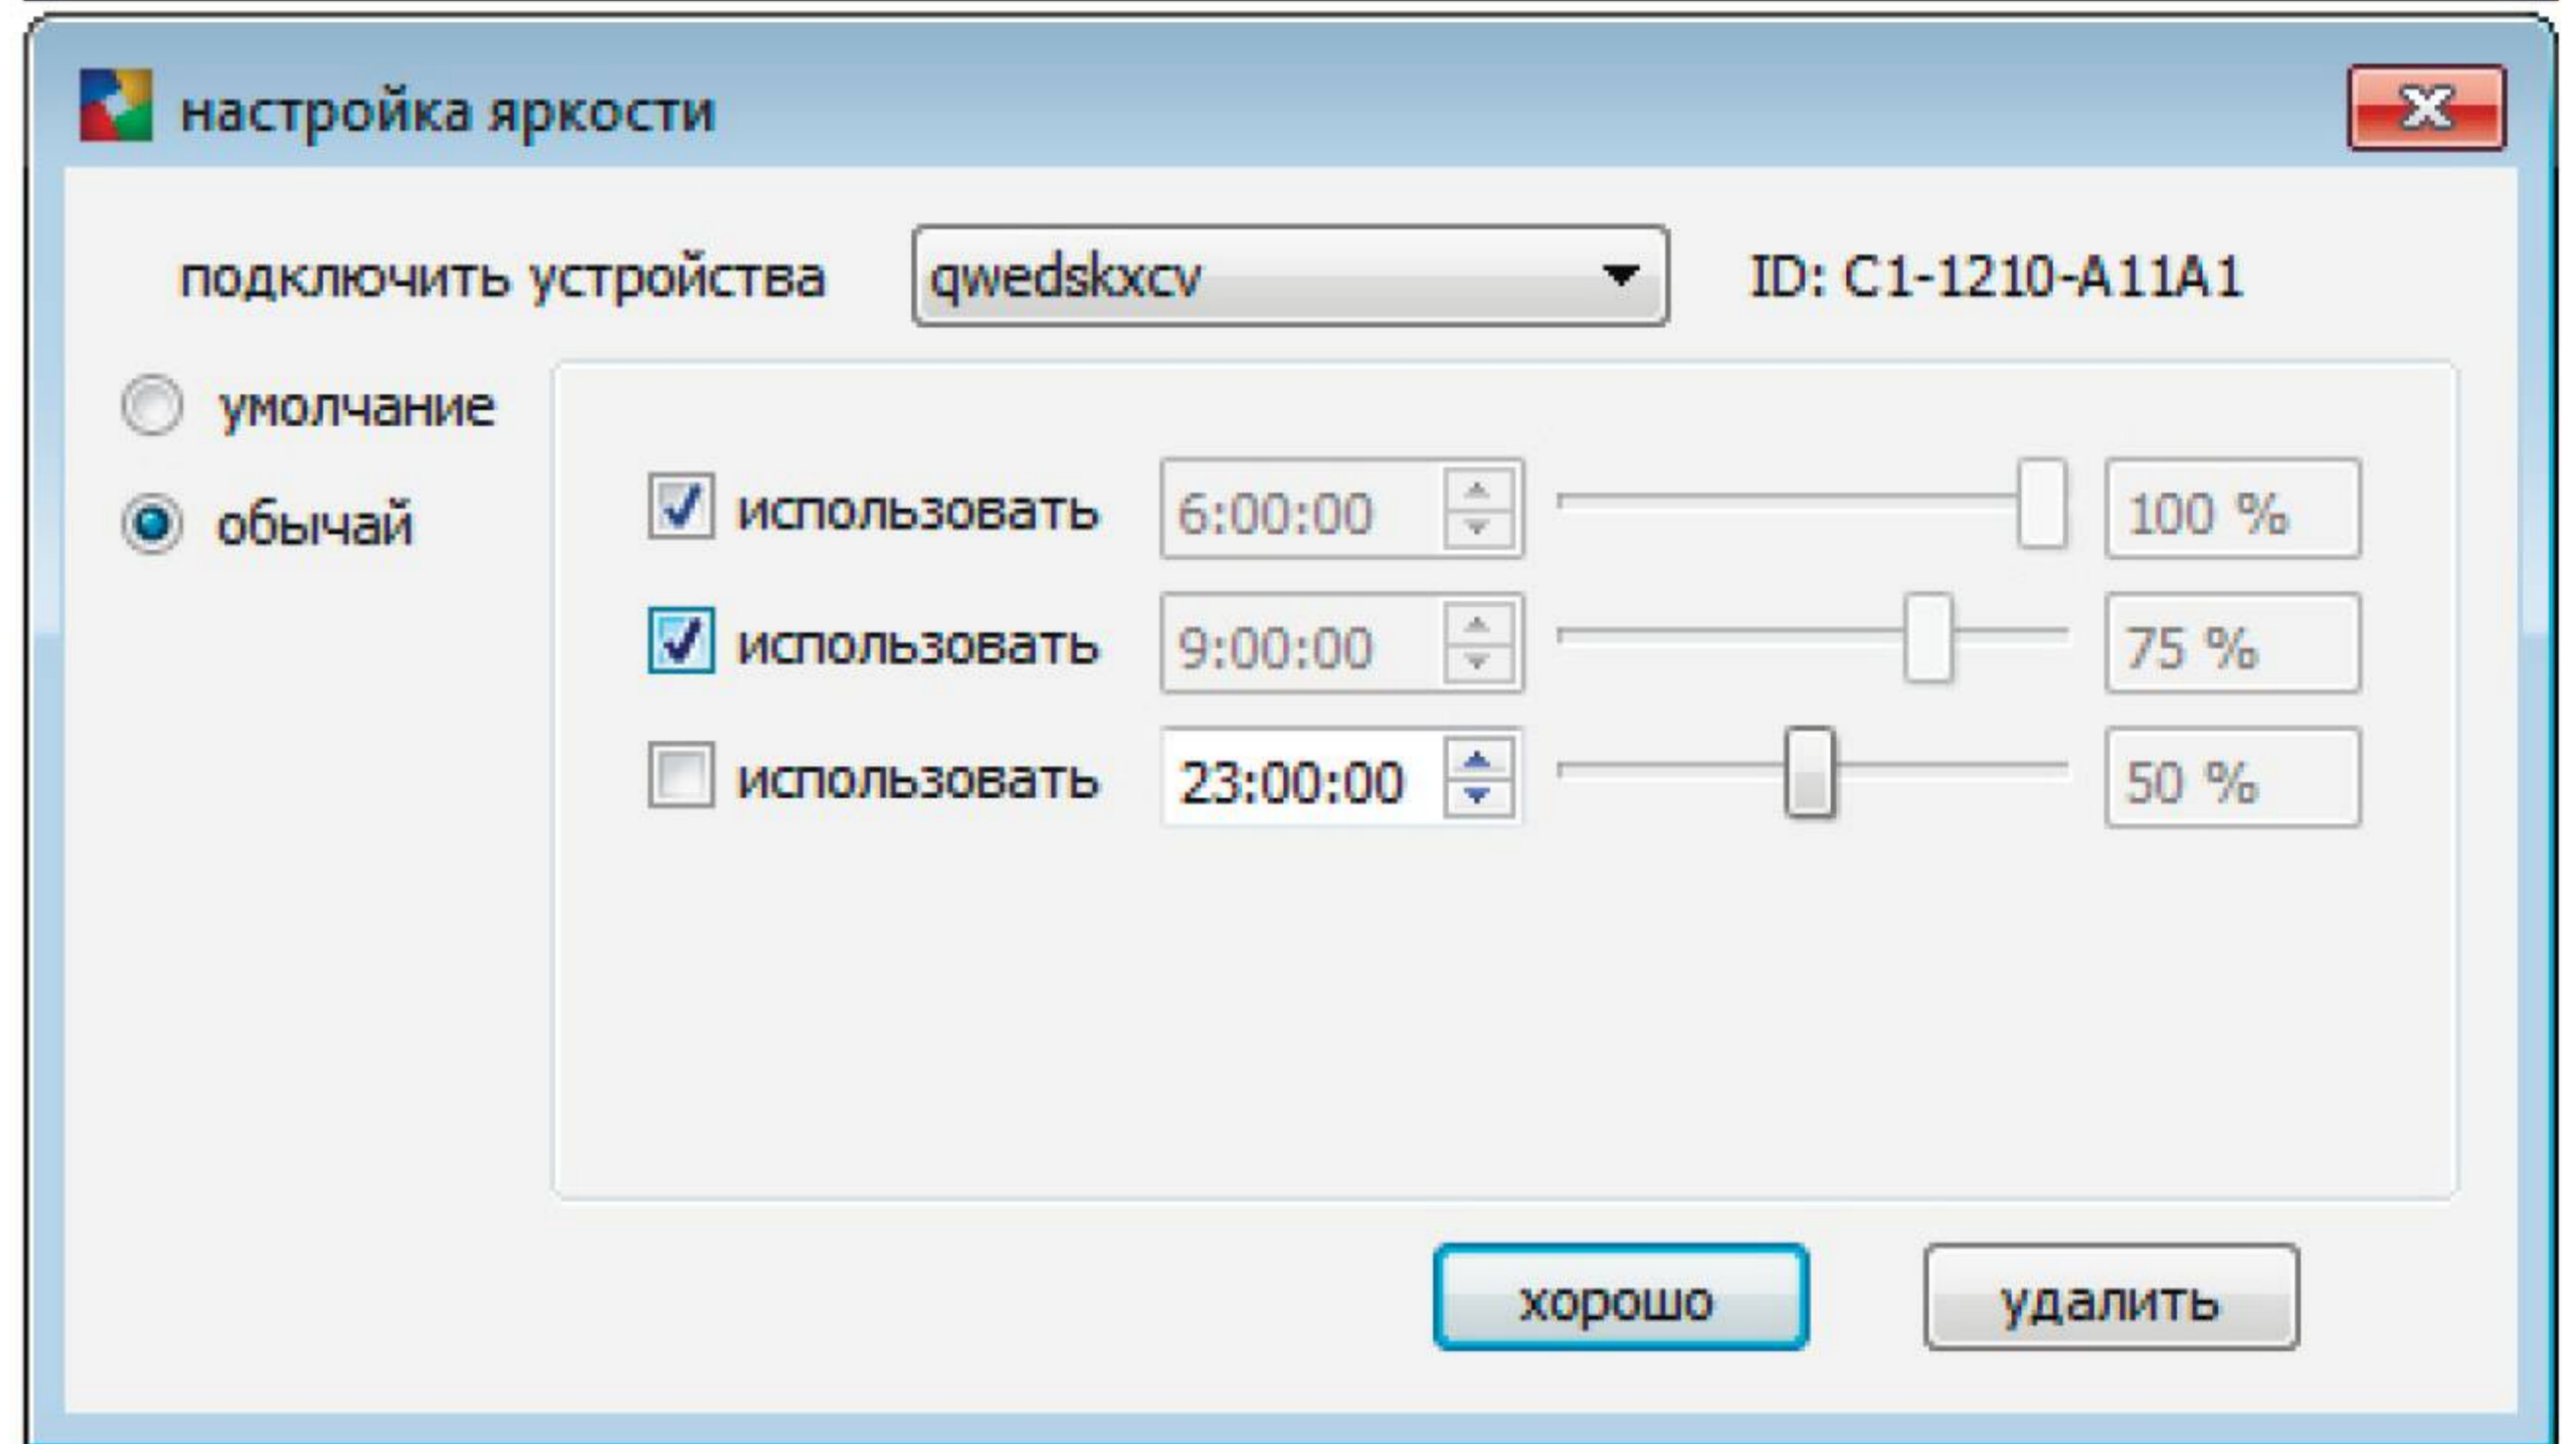 настройка яркости
подключить устройства qwedskxcv ID: C1-1210-A11A1
умолчание
обычай
использовать 6:00:00 100 %
использовать 9:00:00 75 %
использовать 23:00:00 50 %
хорошо удалить